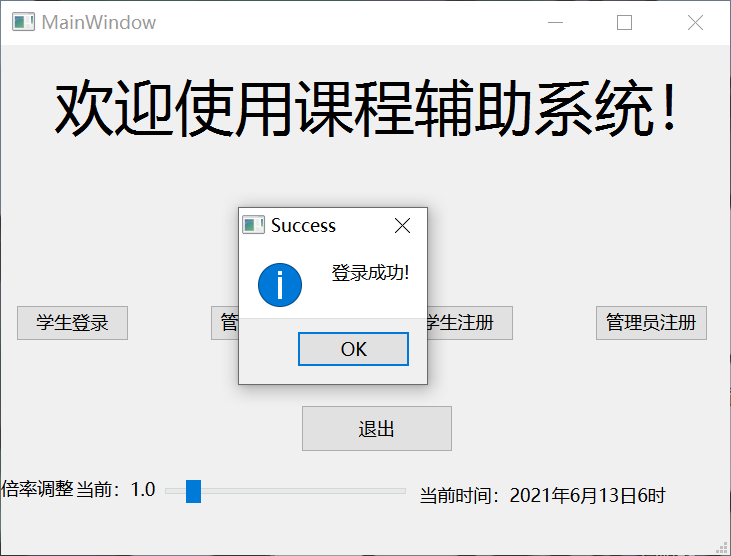 MainWindow
欢迎使用课程辅助系统!
Success
登录成功!
学生登录
管
学生注册
管理员注册
OK
退出
倍率调整 当前：1.0
当前时间：2021年6月13日6时